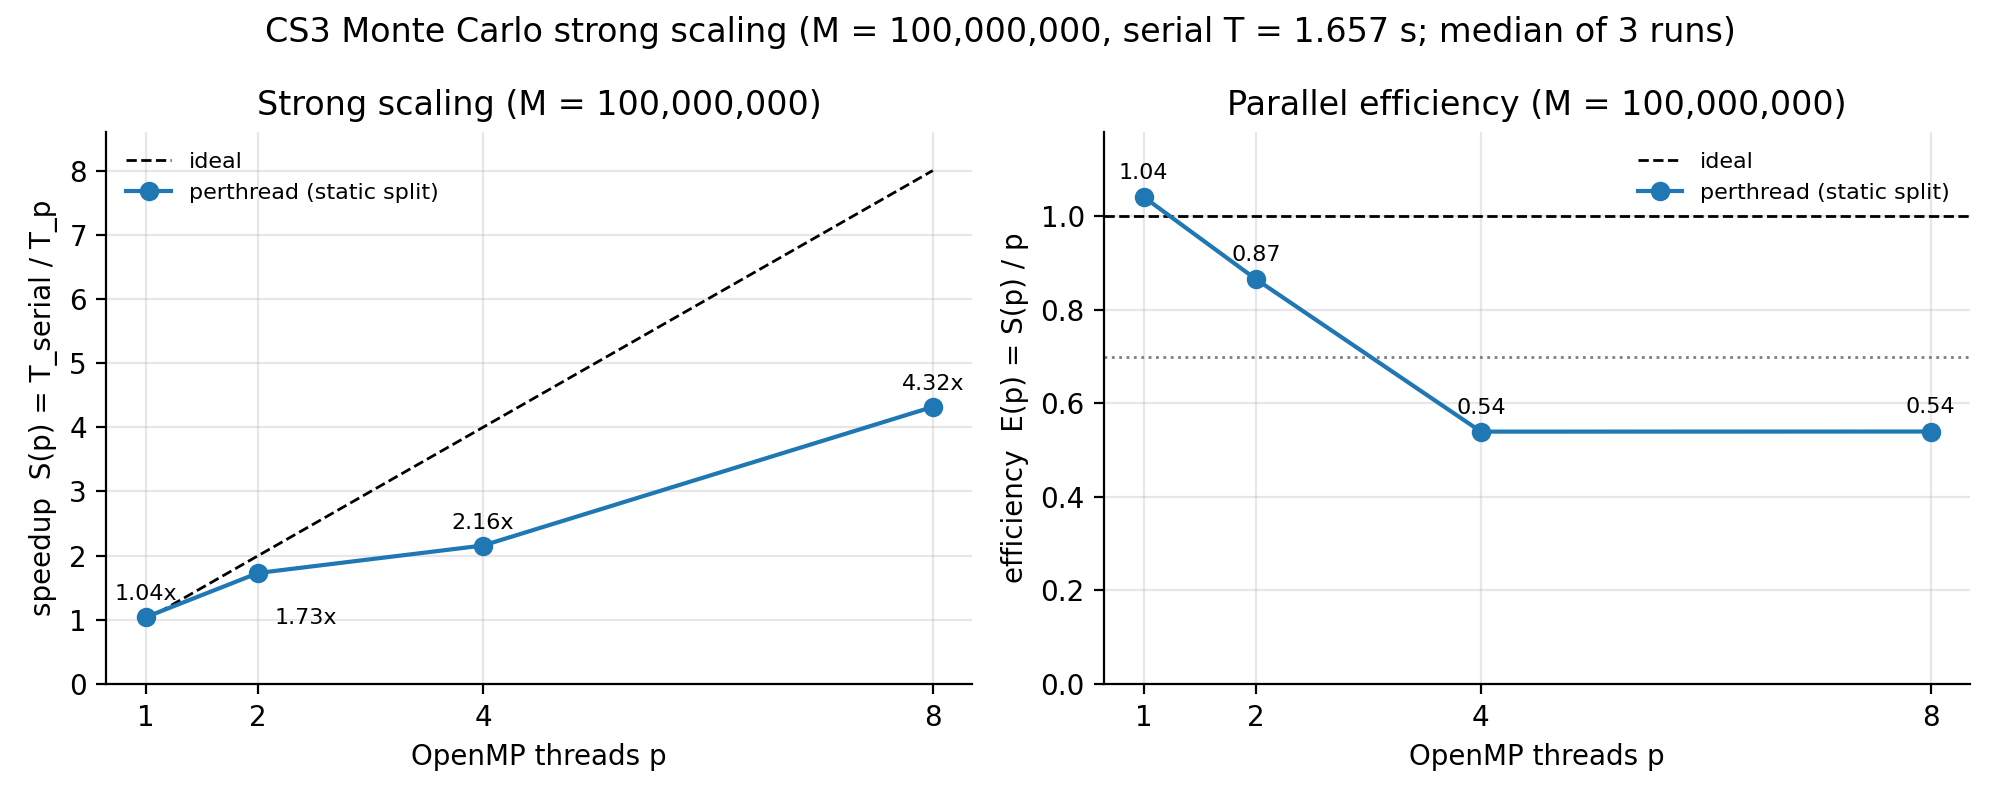 CS3 Monte Carlo strong scaling (M = 100,000,000, serial T = 1.657 s; median of 3 runs)
Strong scaling (M = 100,000,000)
speedup  S(p) = T_serial / T_p
8
7
6
5
4
3
2
1
0
ideal
perthread (static split)
1.04x
1.73x
2.16x
4.32x
1
2
4
8
OpenMP threads p
Parallel efficiency (M = 100,000,000)
efficiency  E(p) = S(p) / p
1.0
0.8
0.6
0.4
0.2
0.0
ideal
perthread (static split)
1.04
0.87
0.54
0.54
1
2
4
8
OpenMP threads p